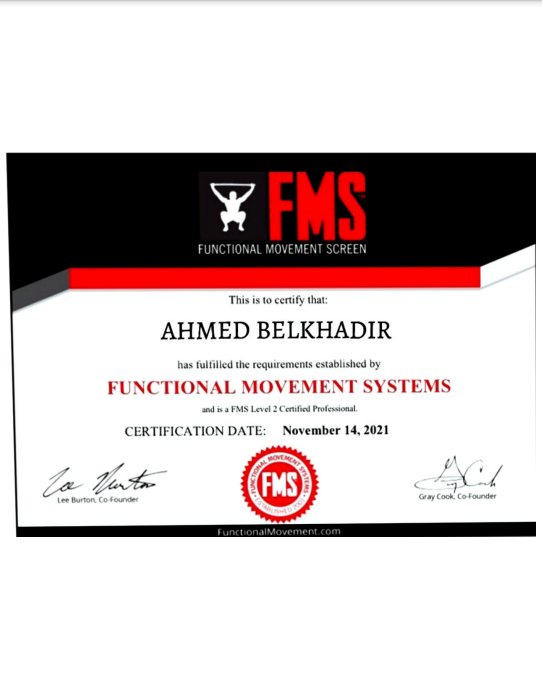 FMS
FUNCTIONAL MOVEMENT SCREEN
This is to certify that:
AHMED BELKHADIR
has fulfilled the requirements established by
FUNCTIONAL MOVEMENT SYSTEMS
and is a FMS Level 2 Certified Professional.
CERTIFICATION DATE: November 14, 2021
FUNCTIONAL MOVEMENT SYSTEMS
FMS
ESTABLISHED
Lee Burton, Co-Founder
Gray Cook, Co-Founder
FunctionalMovement.com